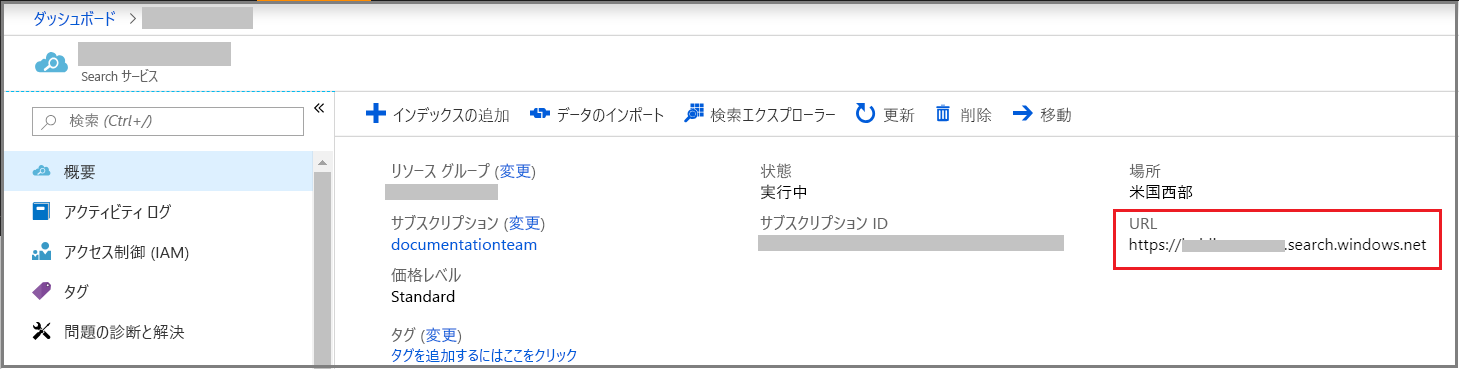 ダッシュボード >
Search サービス
検索 (Ctrl+/)
«
概要
アクティビティ ログ
アクセス制御 (IAM)
タグ
問題の診断と解決
インデックスの追加 データのインポート 検索エクスプローラー 更新 削除 移動
リソース グループ (変更)
状態
実行中
場所
米国西部
サブスクリプション (変更)
documentationteam
サブスクリプション ID
URL
https:// .search.windows.net
価格レベル
Standard
タグ (変更)
タグを追加するにはここをクリック